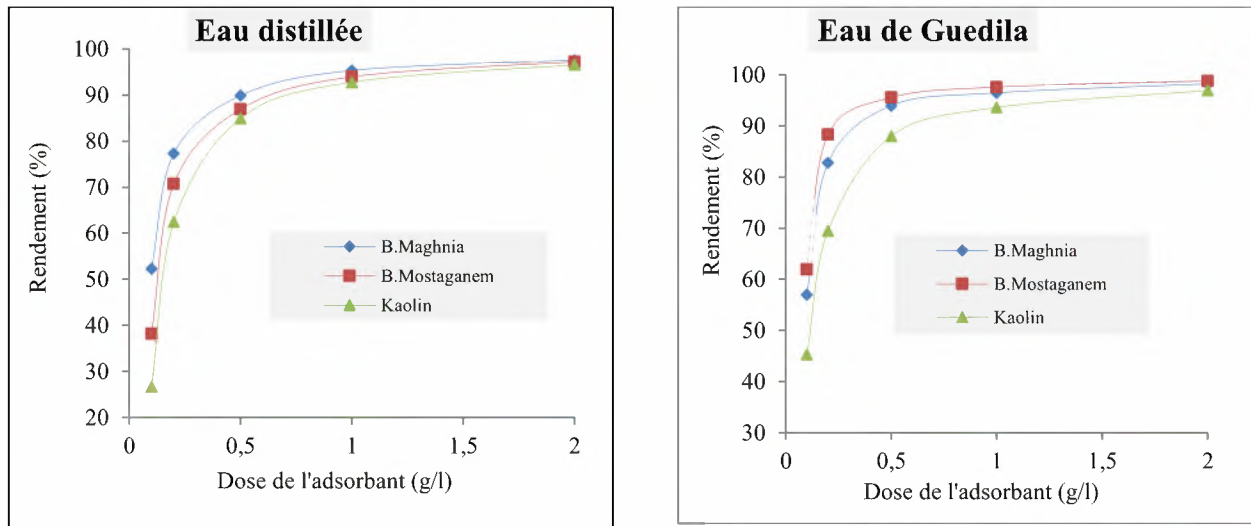 Eau distillée
100
90
80
70
60
50
40
30
20
Rendement (%)
B.Maghnia
B.Mostaganem
Kaolin
0
0,5
1
1,5
2
Dose de l'adsorbant (g/l)
Eau de Guedila
100
90
80
70
60
50
40
30
Rendement (%)
B.Maghnia
B.Mostaganem
Kaolin
0
0,5
1
1,5
2
Dose de l'adsorbant (g/l)